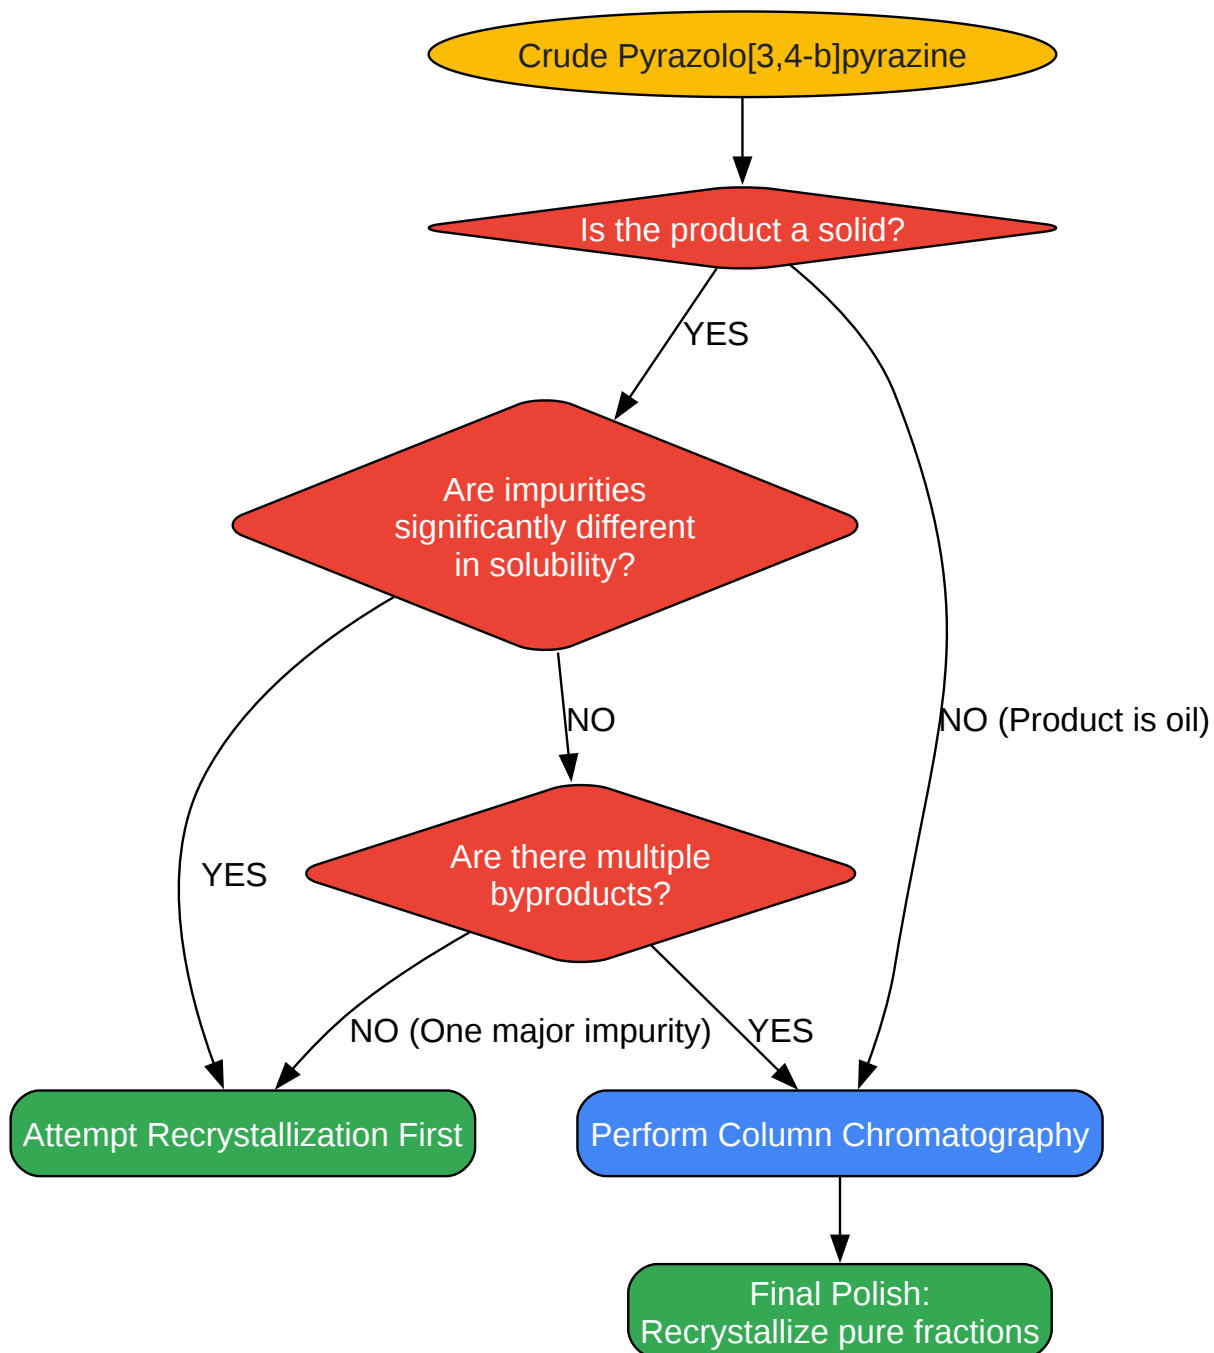 Crude Pyrazolo[3,4-b]pyrazine
Is the product a solid?
YES
Are impurities
significantly different
in solubility?
NO
NO (Product is oil)
Are there multiple
byproducts?
YES
NO (One major impurity)
YES
Attempt Recrystallization First
Perform Column Chromatography
Final Polish:
Recrystallize pure fractions